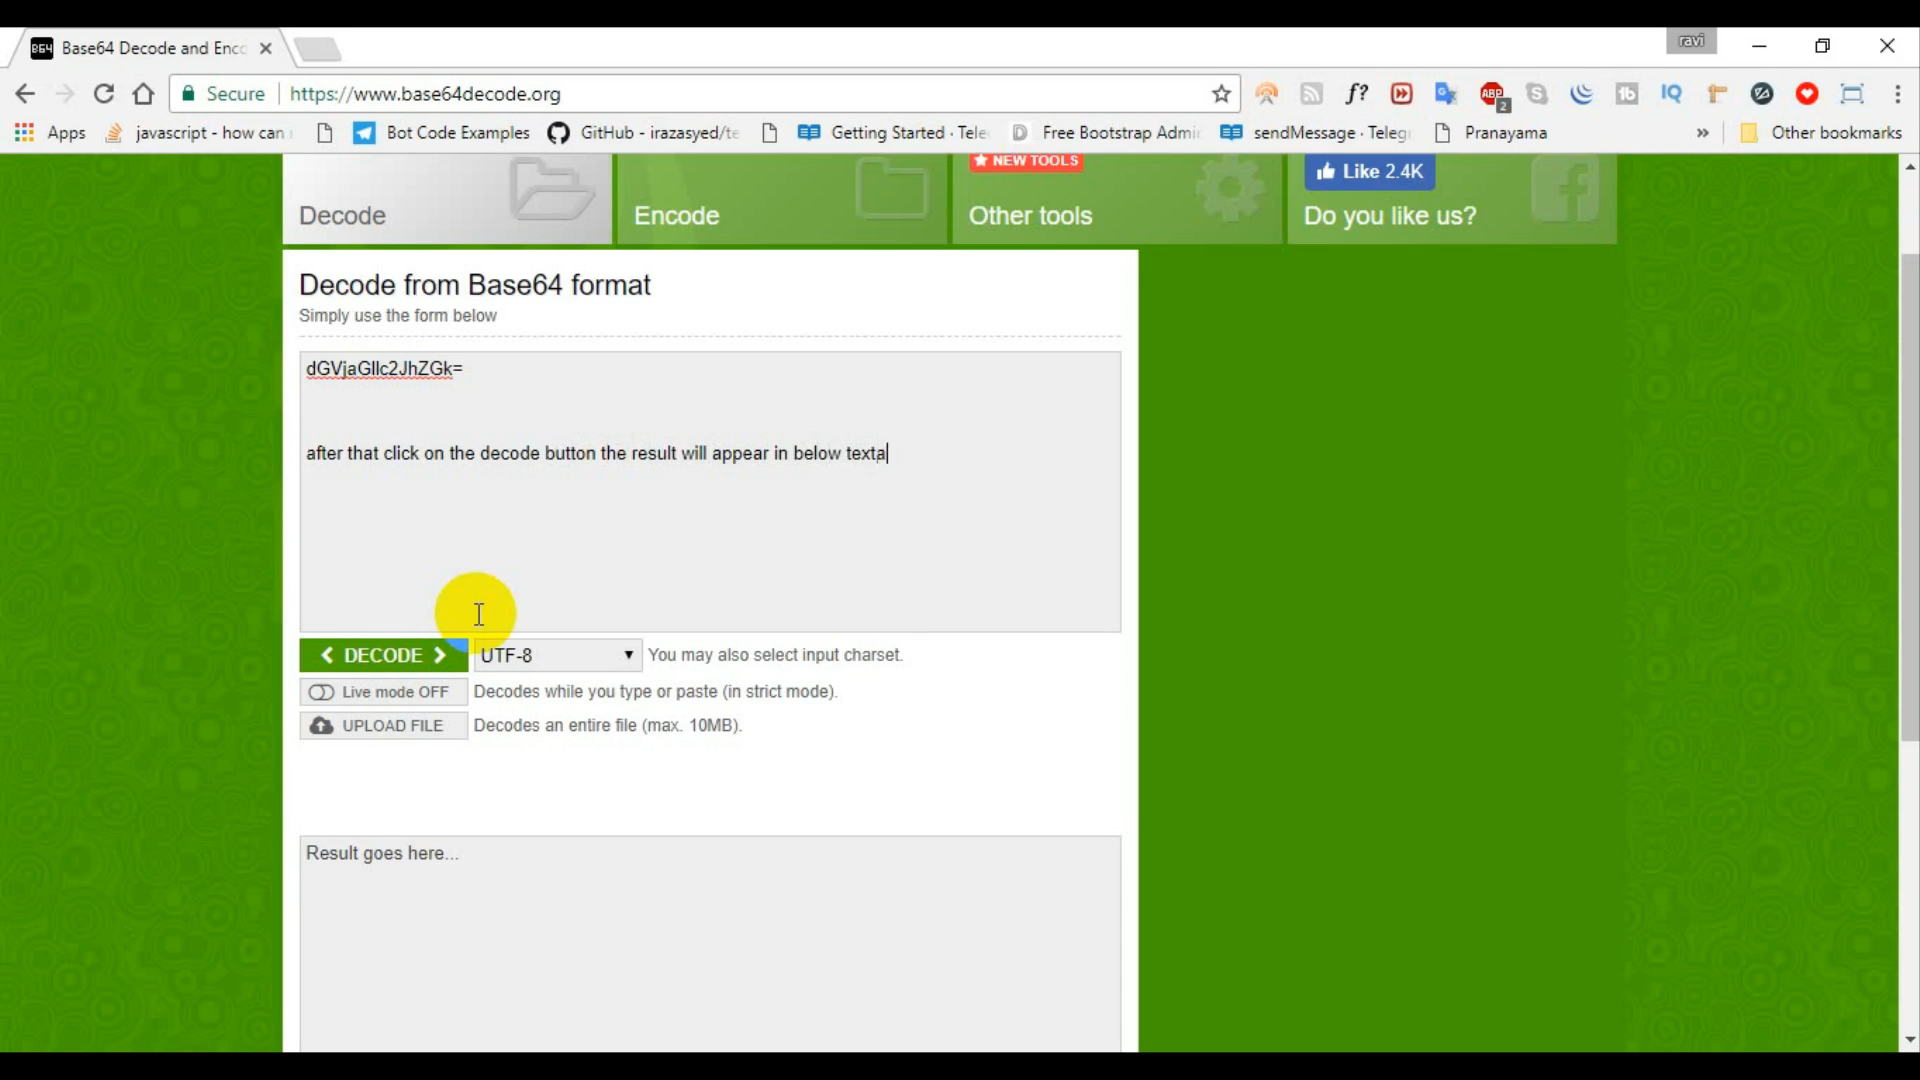 Base64 Decode and Enco
ravi
Secure https://www.base64decode.org
f? ABP 2 IQ
Apps javascript - how can Bot Code Examples GitHub - irazasyed/te Getting Started · Tele Free Bootstrap Admi sendMessage · Teleg Pranayama » Other bookmarks
Decode
Encode
NEW TOOLS
Other tools
Like 2.4K
Do you like us?
Decode from Base64 format
Simply use the form below
dGVjaGllc2JhZGk=
after that click on the decode button the result will appear in below texta
< DECODE > UTF-8 You may also select input charset.
Live mode OFF Decodes while you type or paste (in strict mode).
UPLOAD FILE Decodes an entire file (max. 10MB).
Result goes here...